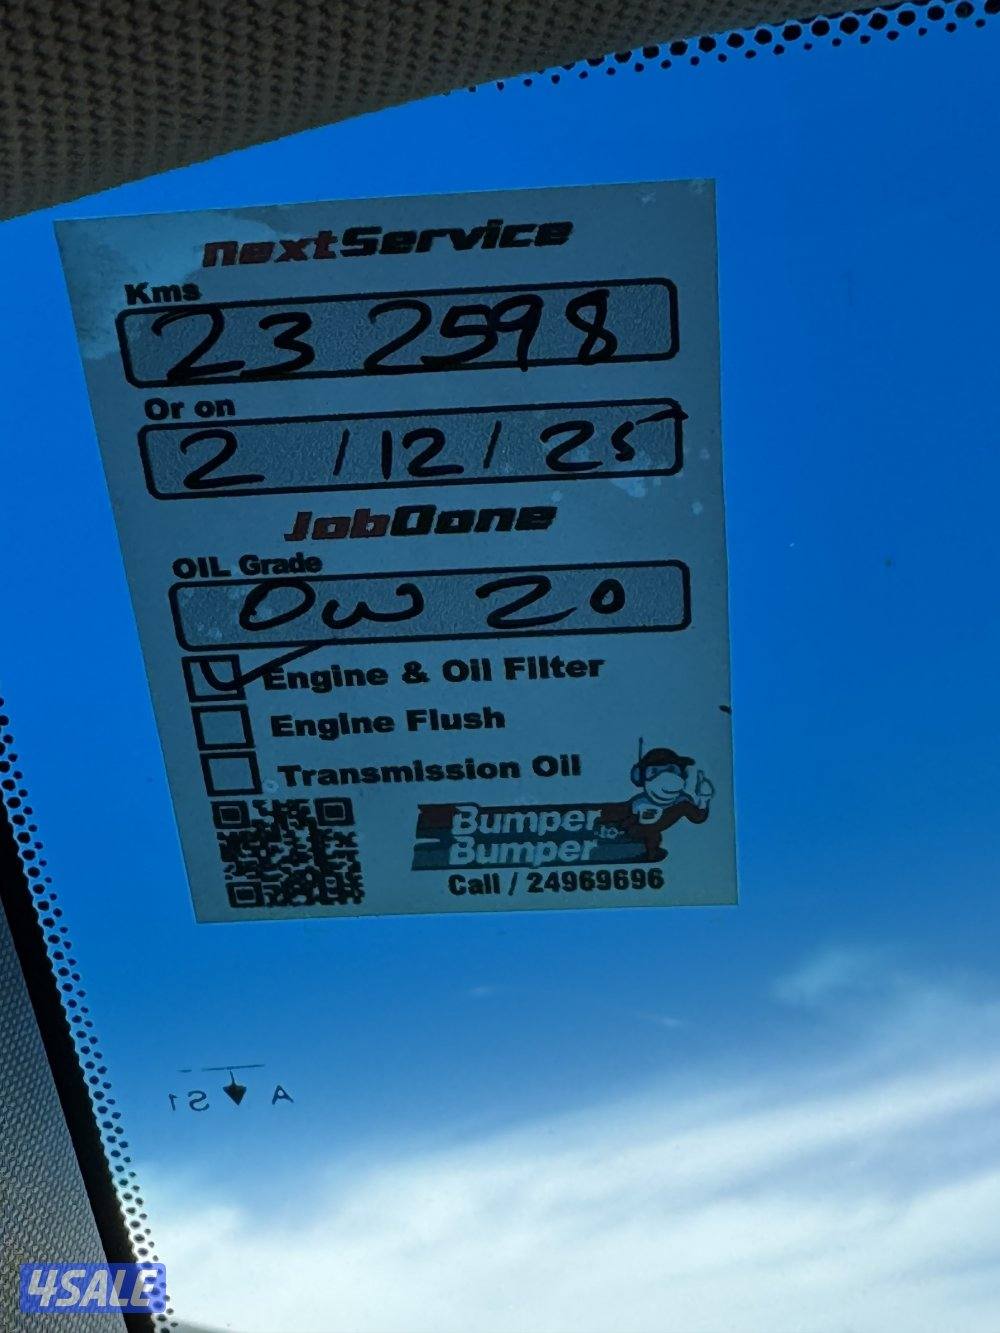 nextService
Kms
23 2598
Or on
2 / 12 / 25
JobDone
OIL Grade
0w 20
Engine & Oil Filter
Engine Flush
Transmission Oil
Bumper
-to-
Bumper
Call / 24969696
A S1
4SALE